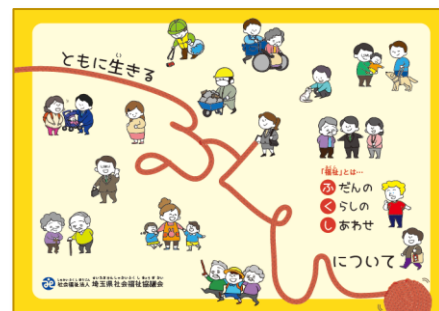 ともに生きる
ふくし
「福祉」とは…
ふだんの
くらしの
しあわせ
について
社会福祉法人 埼玉県社会福祉協議会